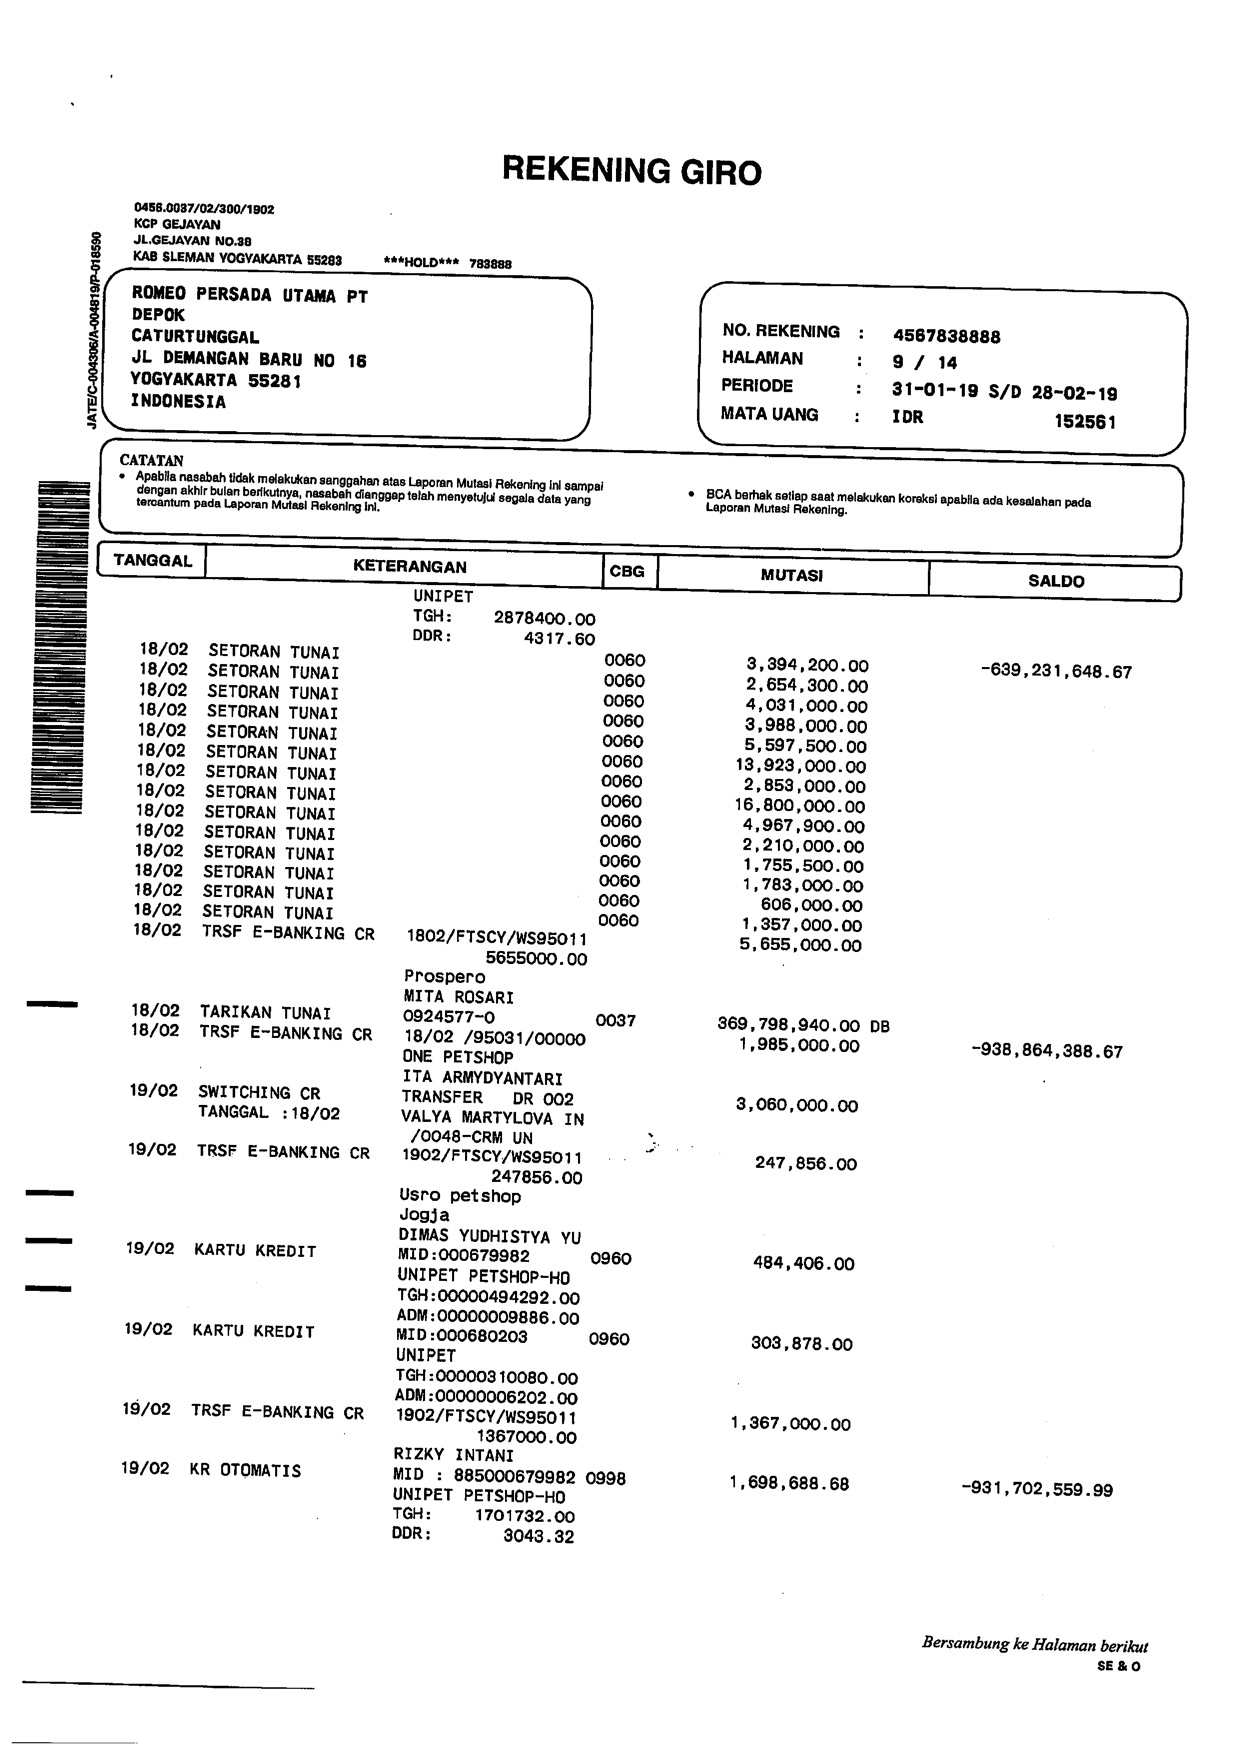 REKENING GIRO
0456.0037/02/300/1902
KCP GEJAYAN
JL.GEJAYAN NO.38
KAB SLEMAN YOGYAKARTA 55283 ***HOLD*** 783888
JATE/C-004306/A-004819/P-018590
ROMEO PERSADA UTAMA PT
DEPOK
CATURTUNGGAL
JL DEMANGAN BARU NO 16
YOGYAKARTA 55281
INDONESIA
NO. REKENING : 4567838888
HALAMAN : 9 / 14
PERIODE : 31-01-19 S/D 28-02-19
MATA UANG : IDR 152561
CATATAN
• Apabila nasabah tidak melakukan sanggahan atas Laporan Mutasi Rekening ini sampai
dengan akhir bulan berikutnya, nasabah dianggap telah menyetujui segala data yang
tercantum pada Laporan Mutasi Rekening ini.
• BCA berhak setiap saat melakukan koreksi apabila ada kesalahan pada
Laporan Mutasi Rekening.
TANGGAL KETERANGAN CBG MUTASI SALDO
UNIPET
TGH: 2878400.00
DDR: 4317.60
18/02 SETORAN TUNAI 0060 3,394,200.00 -639,231,648.67
18/02 SETORAN TUNAI 0060 2,654,300.00
18/02 SETORAN TUNAI 0060 4,031,000.00
18/02 SETORAN TUNAI 0060 3,988,000.00
18/02 SETORAN TUNAI 0060 5,597,500.00
18/02 SETORAN TUNAI 0060 13,923,000.00
18/02 SETORAN TUNAI 0060 2,853,000.00
18/02 SETORAN TUNAI 0060 16,800,000.00
18/02 SETORAN TUNAI 0060 4,967,900.00
18/02 SETORAN TUNAI 0060 2,210,000.00
18/02 SETORAN TUNAI 0060 1,755,500.00
18/02 SETORAN TUNAI 0060 1,783,000.00
18/02 SETORAN TUNAI 0060 606,000.00
18/02 SETORAN TUNAI 0060 1,357,000.00
18/02 TRSF E-BANKING CR 1802/FTSCY/WS95011 5,655,000.00
5655000.00
Prospero
MITA ROSARI
18/02 TARIKAN TUNAI 0924577-0 0037 369,798,940.00 DB
18/02 TRSF E-BANKING CR 18/02 /95031/00000 1,985,000.00 -938,864,388.67
ONE PETSHOP
ITA ARMYDYANTARI
19/02 SWITCHING CR TRANSFER DR 002 3,060,000.00
TANGGAL :18/02 VALYA MARTYLOVA IN
/0048-CRM UN
19/02 TRSF E-BANKING CR 1902/FTSCY/WS95011 247,856.00
247856.00
Usro petshop
Jogja
DIMAS YUDHISTYA YU
19/02 KARTU KREDIT MID:000679982 0960 484,406.00
UNIPET PETSHOP-HO
TGH:00000494292.00
ADM:00000009886.00
19/02 KARTU KREDIT MID:000680203 0960 303,878.00
UNIPET
TGH:00000310080.00
ADM:00000006202.00
19/02 TRSF E-BANKING CR 1902/FTSCY/WS95011 1,367,000.00
1367000.00
RIZKY INTANI
19/02 KR OTOMATIS MID : 885000679982 0998 1,698,688.68 -931,702,559.99
UNIPET PETSHOP-HO
TGH: 1701732.00
DDR: 3043.32
Bersambung ke Halaman berikut
SE & O